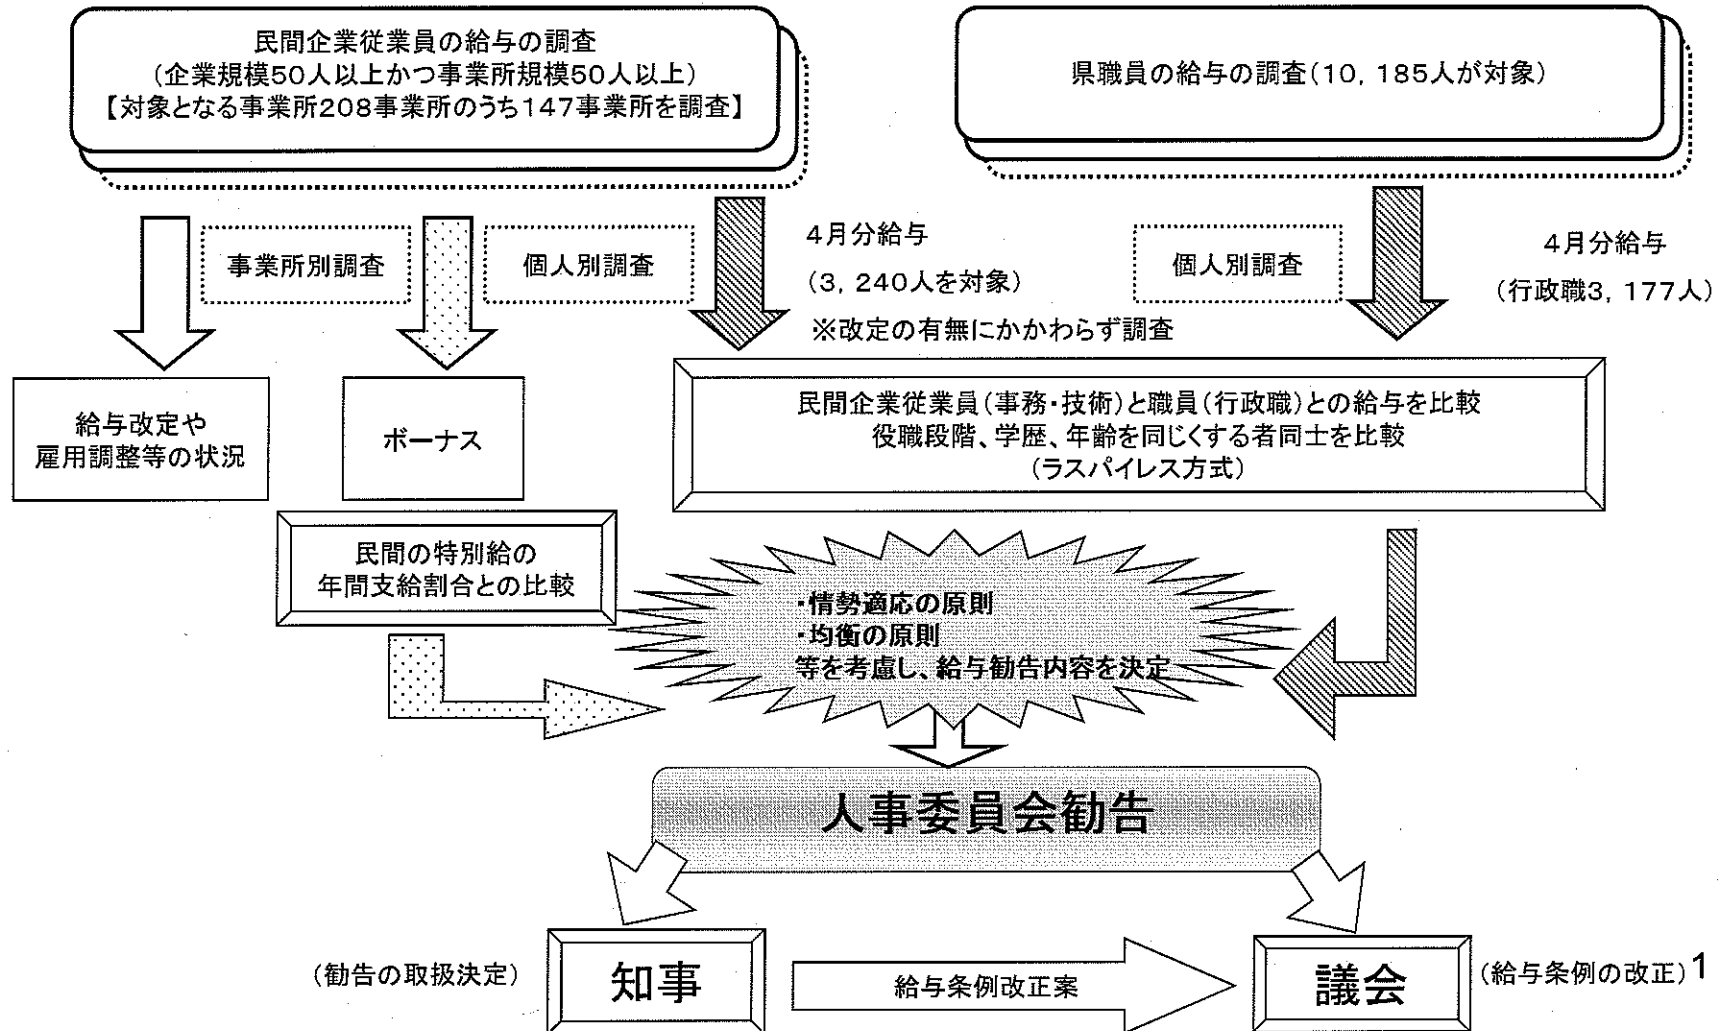 民間企業従業員の給与の調査
（企業規模50人以上かつ事業所規模50人以上）
【対象となる事業所208事業所のうち147事業所を調査】
県職員の給与の調査（10，185人が対象）
事業所別調査
個人別調査
4月分給与
（3，240人を対象）
※改定の有無にかかわらず調査
個人別調査
4月分給与
（行政職3，177人）
給与改定や
雇用調整等の状況
ボーナス
民間企業従業員（事務・技術）と職員（行政職）との給与を比較
役職段階、学歴、年齢を同じくする者同士を比較
（ラスパイレス方式）
民間の特別給の
年間支給割合との比較
・情勢適応の原則
・均衡の原則
等を考慮し、給与勧告内容を決定
人事委員会勧告
（勧告の取扱決定）
知事
給与条例改正案
議会
（給与条例の改正）
1